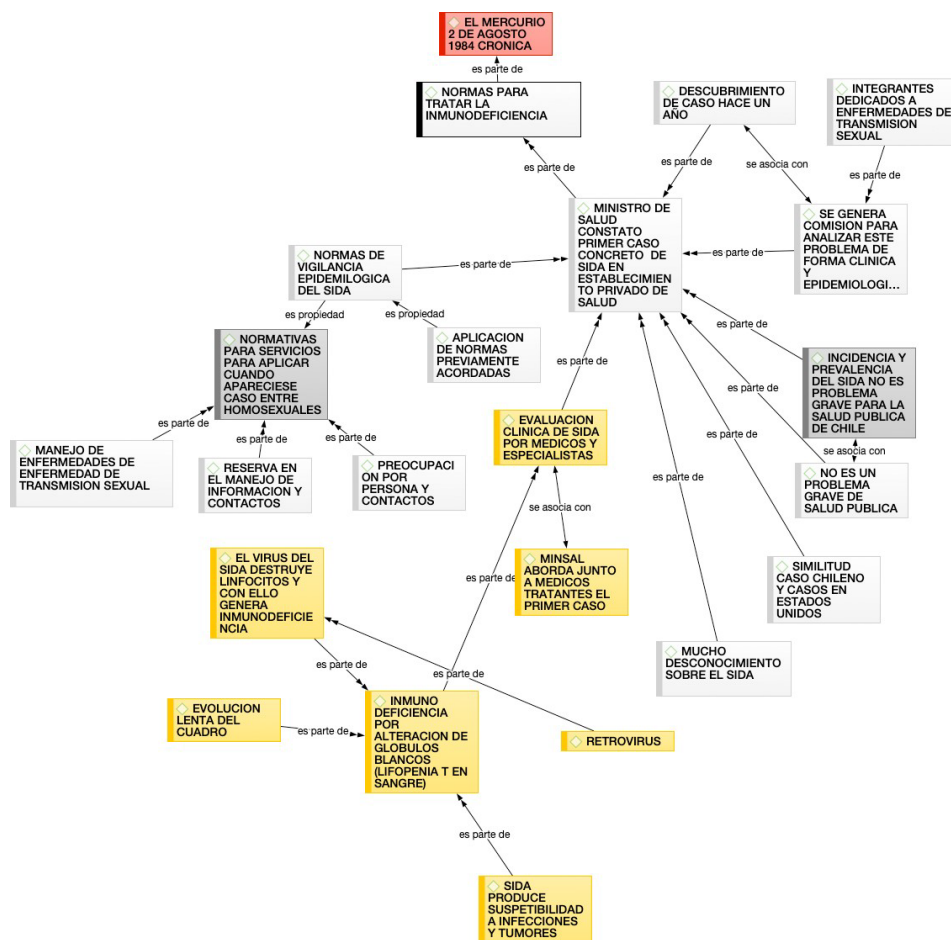 EL MERCURIO
2 DE AGOSTO
1984 CRONICA
es parte de
NORMAS PARA
TRATAR LA
INMUNODEFICIENCIA
DESCUBRIMIENTO
DE CASO HACE UN
AÑO
INTEGRANTES
DEDICADOS A
ENFERMEDADES DE
TRANSMISION
SEXUAL
es parte de
es parte de
se asocia con
es parte de
MINISTRO DE
SALUD
CONSTATO
PRIMER CASO
CONCRETO DE
SIDA EN
ESTABLECIMIE
NTO PRIVADO DE
SALUD
SE GENERA
COMISION PARA
ANALIZAR ESTE
PROBLEMA DE
FORMA CLINICA
Y
EPIDEMIOLOGI...
es parte de
NORMAS DE
VIGILANCIA
EPIDEMILOGICA
DEL SIDA
es parte de
es propiedad
es propiedad
es parte de
NORMATIVAS
PARA SERVICIOS
PARA APLICAR
CUANDO
APARECIESE
CASO ENTRE
HOMOSEXUALES
APLICACION
DE NORMAS
PREVIAMENTE
ACORDADAS
es parte de
INCIDENCIA Y
PREVALENCIA
DEL SIDA NO ES
PROBLEMA
GRAVE PARA LA
SALUD PUBLICA
DE CHILE
es parte de
es parte de
es parte de
es parte de
EVALUACION
CLINICA DE SIDA
POR MEDICOS Y
ESPECIALISTAS
es parte de
se asocia con
MANEJO DE
ENFERMEDADES DE
ENFERMEDAD DE
TRANSMISION SEXUAL
RESERVA EN
EL MANEJO DE
INFORMACION Y
CONTACTOS
PREOCUPACI
ON POR
PERSONA Y
CONTACTOS
NO ES UN
PROBLEMA
GRAVE DE
SALUD PUBLICA
es parte de
se asocia con
EL VIRUS DEL
SIDA DESTRUYE
LINFOCITOS Y
CON ELLO
GENERA
INMUNODEFICIE
NCIA
es parte de
MINSAL
ABORDA JUNTO
A MEDICOS
TRATANTES EL
PRIMER CASO
SIMILITUD
CASO CHILENO
Y CASOS EN
ESTADOS
UNIDOS
MUCHO
DESCONOCIMIENTO
SOBRE EL SIDA
es parte de
es parte de
EVOLUCION
LENTA DEL
CUADRO
es parte de
INMUNO
DEFICIENCIA
POR
ALTERACION DE
GLOBULOS
BLANCOS
(LIFOPENIA T EN
SANGRE)
RETROVIRUS
es parte de
SIDA
PRODUCE
SUSPETIBILIDAD
A INFECCIONES
Y TUMORES